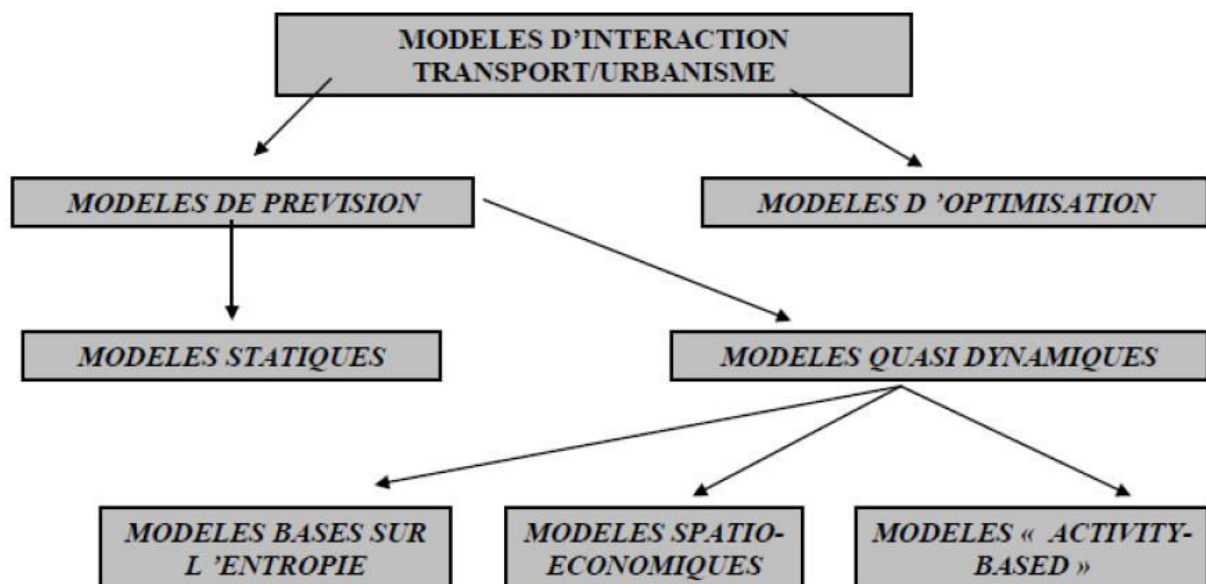 MODELES D’INTERACTION
TRANSPORT/URBANISME
MODELES DE PREVISION
MODELES D ’OPTIMISATION
MODELES STATIQUES
MODELES QUASI DYNAMIQUES
MODELES BASES SUR
L ’ENTROPIE
MODELES SPATIO-
ECONOMIQUES
MODELES « ACTIVITY-
BASED »